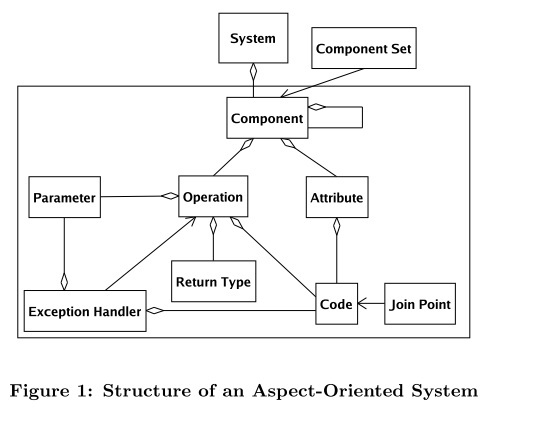 System
Component Set
Component
Parameter
Operation
Attribute
Return Type
Exception Handler
Code
Join Point
Figure 1: Structure of an Aspect-Oriented System